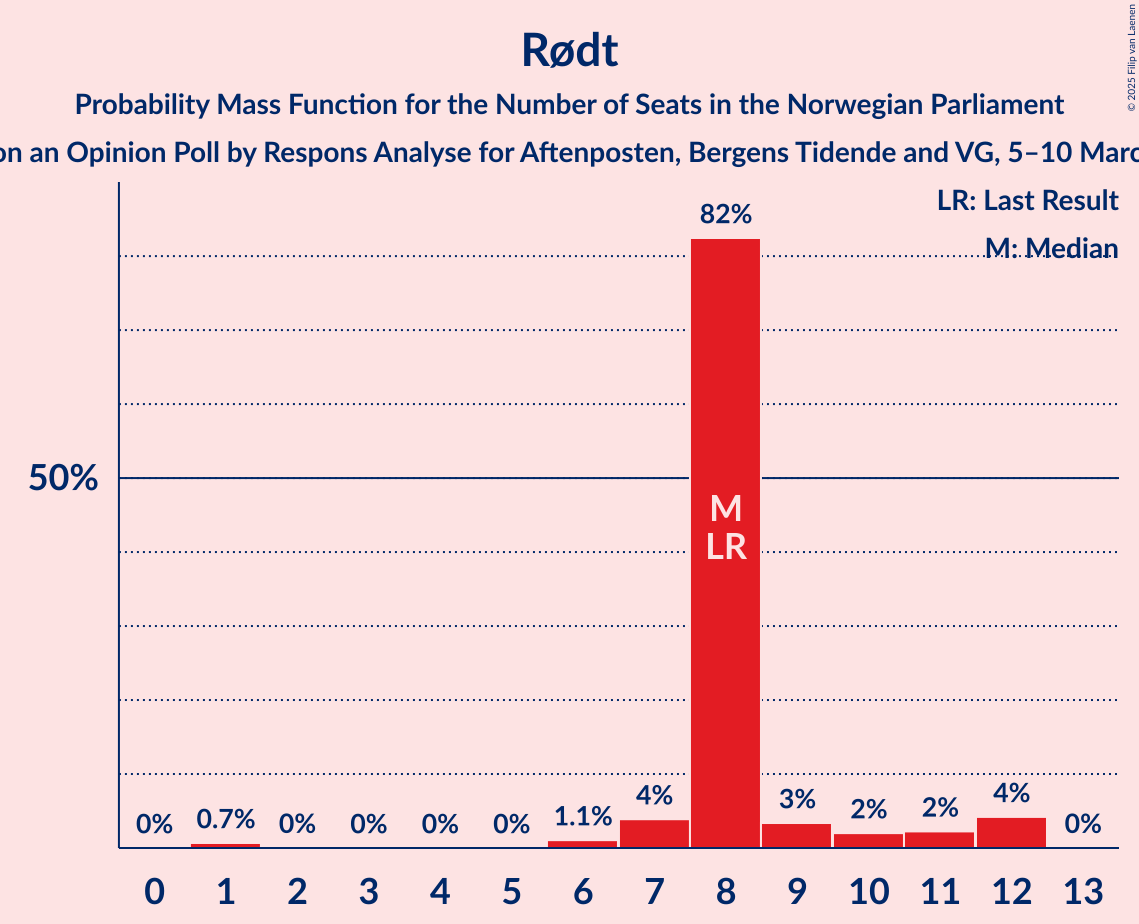 Rødt
Probability Mass Function for the Number of Seats in the Norwegian Parliament
on an Opinion Poll by Respons Analyse for Aftenposten, Bergens Tidende and VG, 5–10
© 2025 Filip van Laenen
LR: Last Result
M: Median
82%
50%
M
LR
0% 0.7% 0% 0% 0% 0% 1.1% 4% 3% 2% 2% 4% 0%
0 1 2 3 4 5 6 7 8 9 10 11 12 13